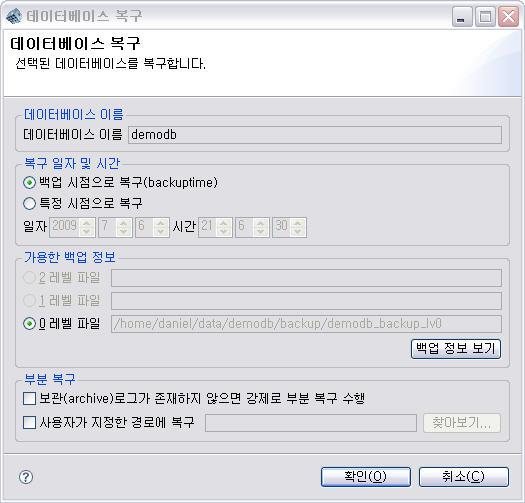 데이터베이스 복구
데이터베이스 복구
선택된 데이터베이스를 복구합니다.
데이터베이스 이름
데이터베이스 이름 demodb
복구 일자 및 시간
백업 시점으로 복구(backuptime)
특정 시점으로 복구
일자 2009 7 6 시간 21 6 30
가용한 백업 정보
2 레벨 파일
1 레벨 파일
0 레벨 파일 /home/daniel/data/demodb/backup/demodb_backup_lv0
백업 정보 보기
부분 복구
보관(archive)로그가 존재하지 않으면 강제로 부분 복구 수행
사용자가 지정한 경로에 복구 찾아보기...
? 확인(O) 취소(C)